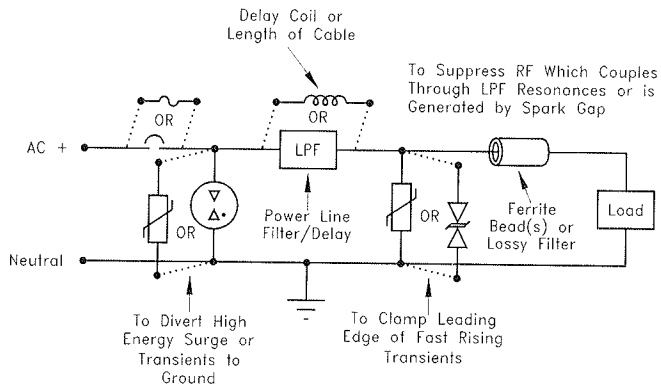 Delay Coil or
Length of Cable
To Suppress RF Which Couples
Through LPF Resonances or is
Generated by Spark Gap
OR
OR
AC +
LPF
OR
Power Line
Filter/Delay
OR
Ferrite
Bead(s) or
Lossy Filter
Load
Neutral
To Divert High
Energy Surge or
Transients to
Ground
To Clamp Leading
Edge of Fast Rising
Transients